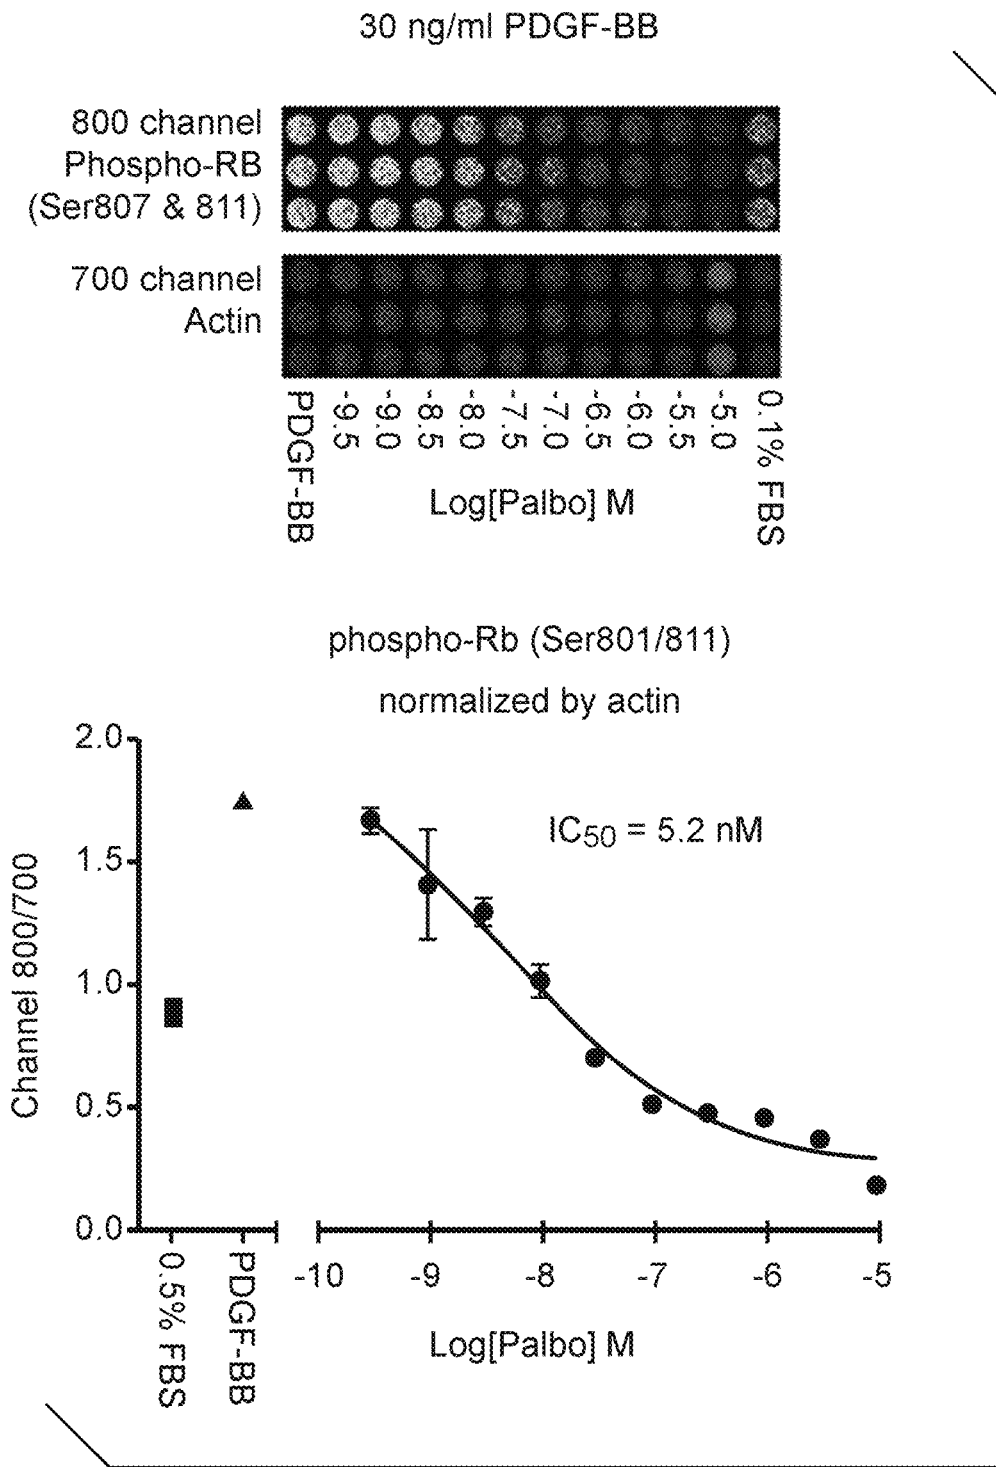 30 ng/ml PDGF-BB
800 channel
Phospho-RB
(Ser807 & 811)
700 channel
Actin
PDGF-BB
-9.5
-9.0
-8.5
-8.0
-7.5
-7.0
-6.5
-6.0
-5.5
-5.0
0.1% FBS
Log[Palbo] M
phospho-Rb (Ser801/811)
normalized by actin
Channel 800/700
2.0
1.5
1.0
0.5
0.0
IC50 = 5.2 nM
0.5% FBS
PDGF-BB
-10
-9
-8
-7
-6
-5
Log[Palbo] M